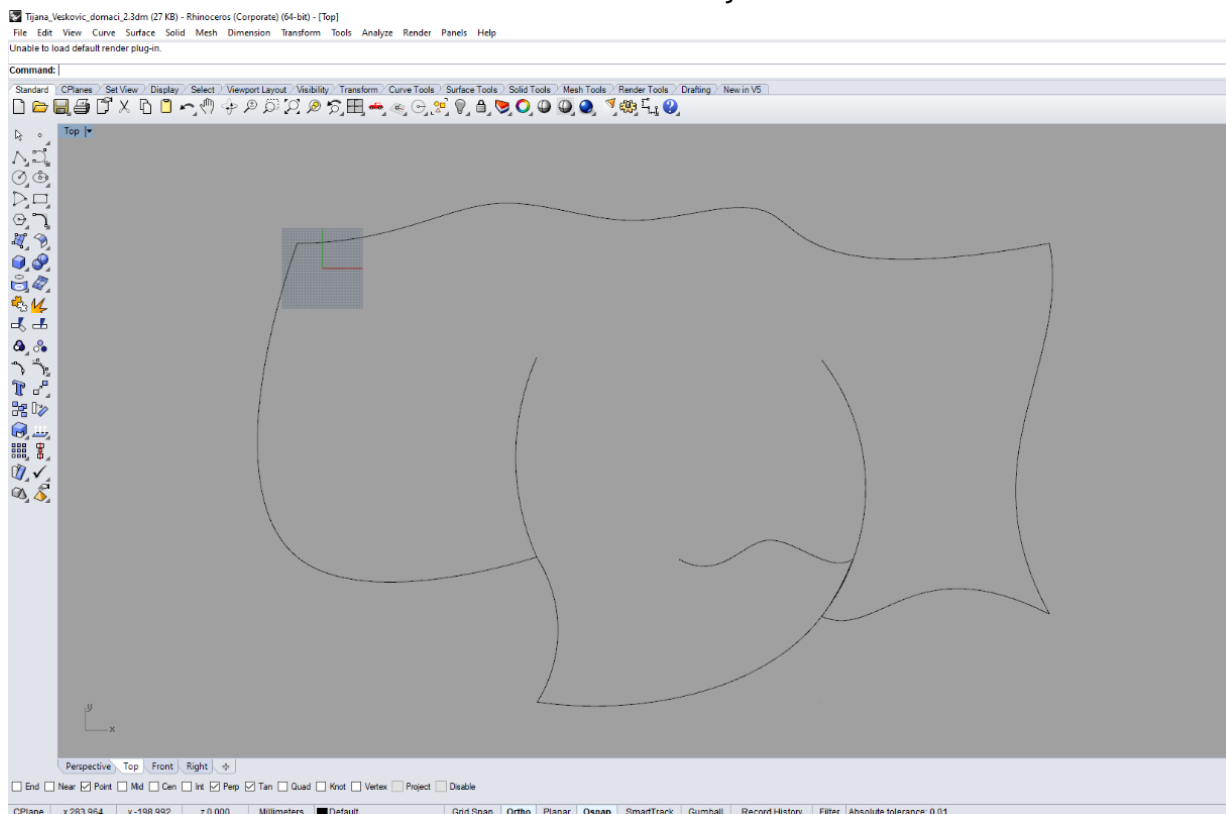 Tijana_Veskovic_domaci_2.3dm (27 KB) - Rhinoceros (Corporate) (64-bit) - [Top]
File Edit View Curve Surface Solid Mesh Dimension Transform Tools Analyze Render Panels Help
Unable to load default render plug-in.
Command:
Standard CPlanes Set View Display Select Viewport Layout Visibility Transform Curve Tools Surface Tools Solid Tools Mesh Tools Render Tools Drafting New in V5
Top
y
x
Perspective Top Front Right
End Near Point Mid Cen Int Perp Tan Quad Knot Vertex Project Disable
CPlane x 283.964 y -198.992 z 0.000 Millimeters Default Grid Snap Ortho Planar Osnap SmartTrack Gumball Record History Filter Absolute tolerance: 0.01